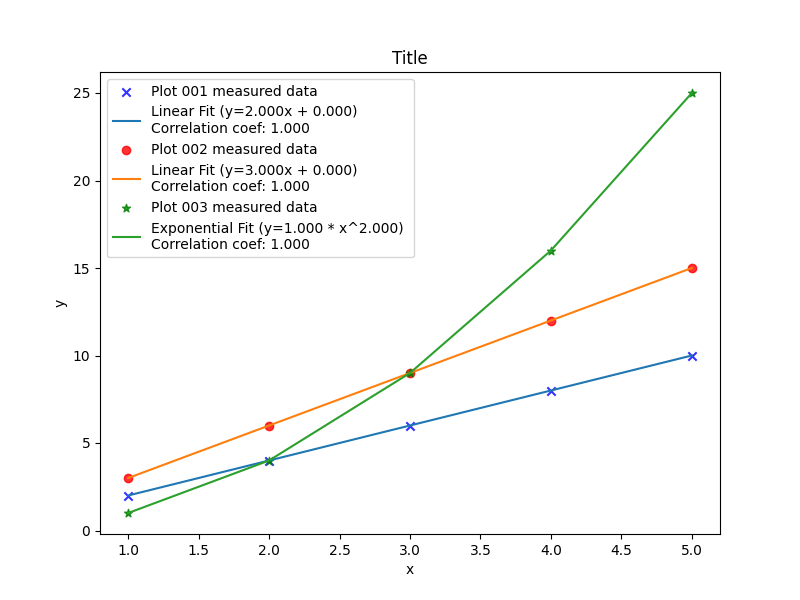 Title
Plot 001 measured data
Linear Fit (y=2.000x + 0.000)
Correlation coef: 1.000
Plot 002 measured data
Linear Fit (y=3.000x + 0.000)
Correlation coef: 1.000
Plot 003 measured data
Exponential Fit (y=1.000 * x^2.000)
Correlation coef: 1.000
25
20
15
10
5
0
y
1.0 1.5 2.0 2.5 3.0 3.5 4.0 4.5 5.0
x